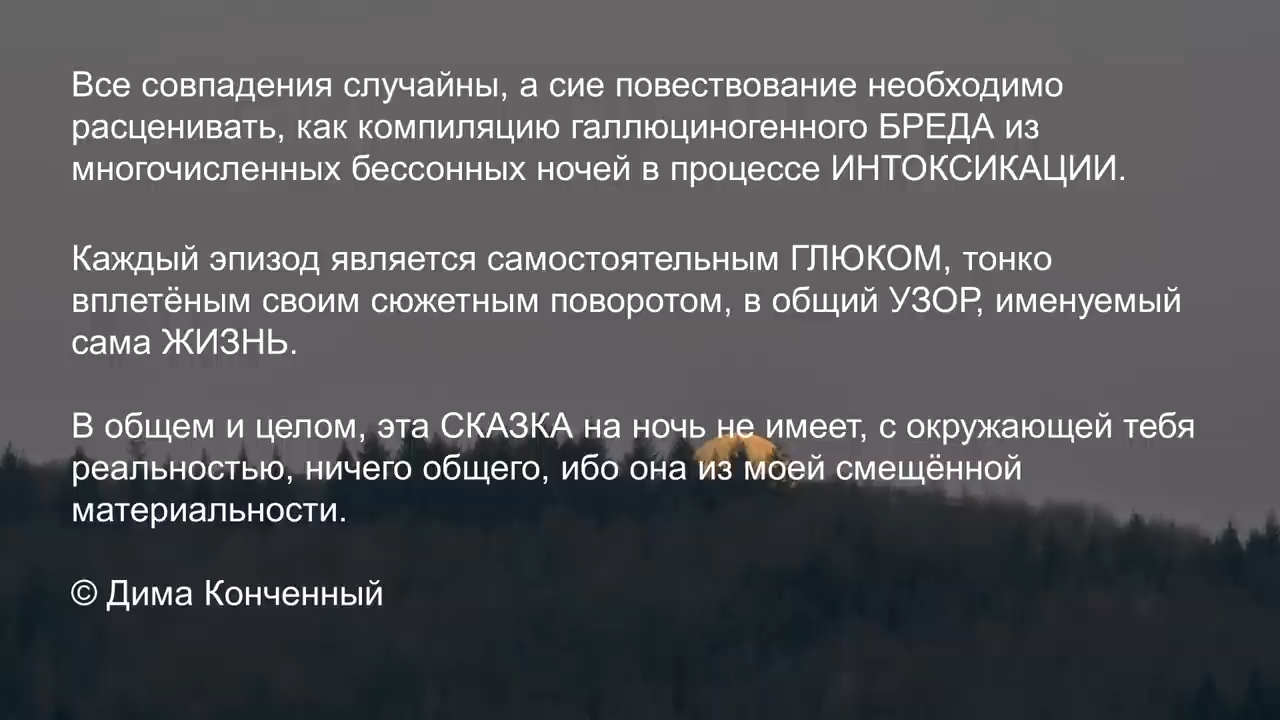 Все совпадения случайны, а сие повествование необходимо
расценивать, как компиляцию галлюциногенного БРЕДА из
многочисленных бессонных ночей в процессе ИНТОКСИКАЦИИ.
Каждый эпизод является самостоятельным ГЛЮКОМ, тонко
вплетёным своим сюжетным поворотом, в общий УЗОР, именуемый
сама ЖИЗНЬ.
В общем и целом, эта СКАЗКА на ночь не имеет, с окружающей тебя
реальностью, ничего общего, ибо она из моей смещённой
материальности.
© Дима Конченный